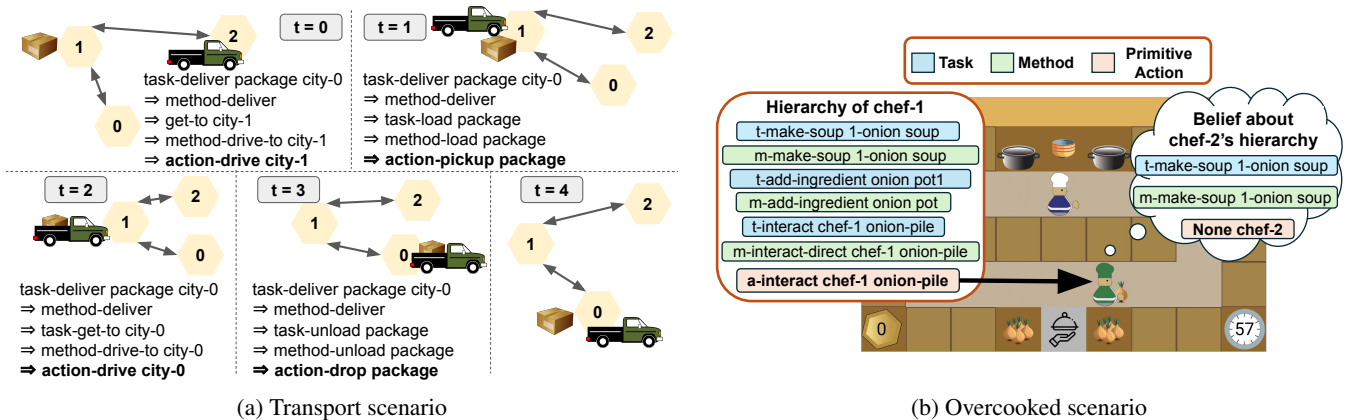 t = 0
1
2
0
task-deliver package city-0
⇒ method-deliver
⇒ get-to city-1
⇒ method-drive-to city-1
⇒ action-drive city-1
t = 1
1
2
0
task-deliver package city-0
⇒ method-deliver
⇒ task-load package
⇒ method-load package
⇒ action-pickup package
t = 2
2
1
0
task-deliver package city-0
⇒ method-deliver
⇒ task-get-to city-0
⇒ method-drive-to city-0
⇒ action-drive city-0
t = 3
2
1
0
task-deliver package city-0
⇒ method-deliver
⇒ task-unload package
⇒ method-unload package
⇒ action-drop package
t = 4
2
1
0
(a) Transport scenario
Task
Method
Primitive
Action
Hierarchy of chef-1
t-make-soup 1-onion soup
m-make-soup 1-onion soup
t-add-ingredient onion pot1
m-add-ingredient onion pot
t-interact chef-1 onion-pile
m-interact-direct chef-1 onion-pile
a-interact chef-1 onion-pile
Belief about
chef-2's hierarchy
t-make-soup 1-onion soup
m-make-soup 1-onion soup
None chef-2
0
57
(b) Overcooked scenario